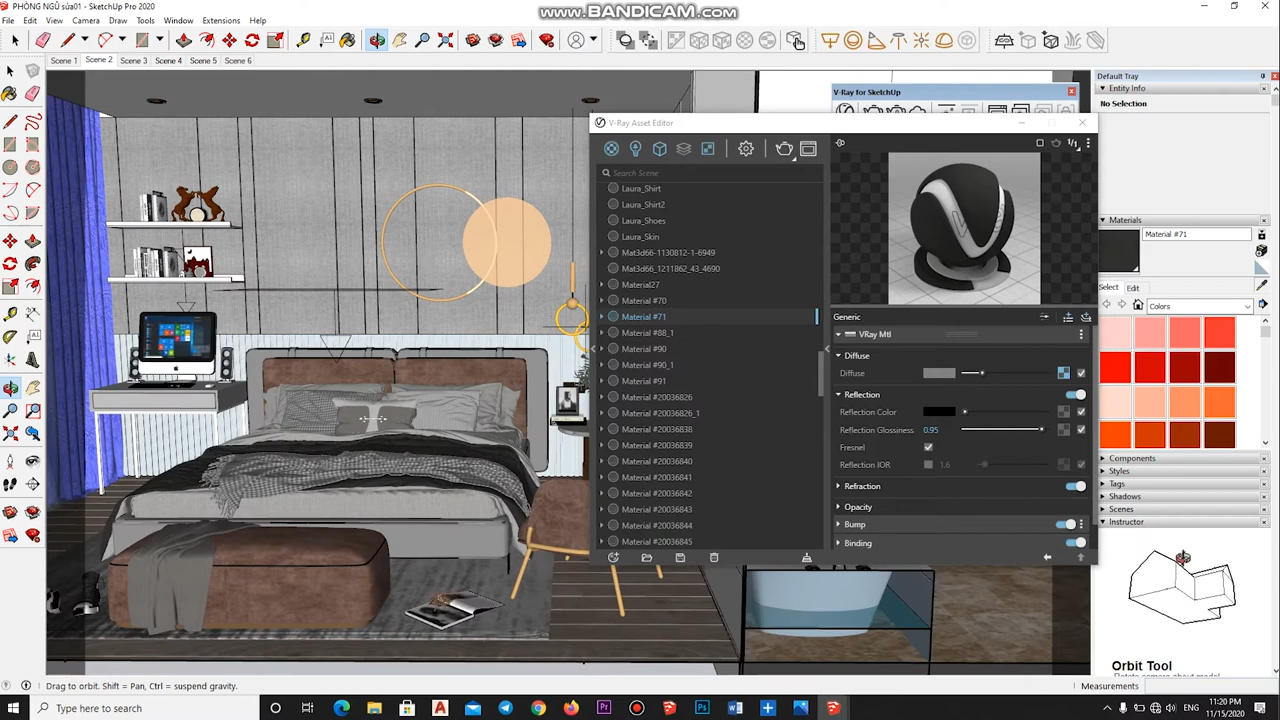 PHÒNG NGỦ sửa01 - SketchUp Pro 2020
www.BANDICAM.com
File Edit View Camera Draw Tools Window Extensions Help
Scene 1 Scene 2 Scene 3 Scene 4 Scene 5 Scene 6
Default Tray
Entity Info
No Selection
V-Ray for SketchUp
V-Ray Asset Editor
1/1
Search Scene
Laura_Shirt
Laura_Shirt2
Laura_Shoes
Laura_Skin
Mat3d66-1130812-1-6949
Mat3d66_1211862_43_4690
Material27
Material #70
Material #71
Material #88_1
Material #90
Material #90_1
Material #91
Material #20036826
Material #20036826_1
Material #20036838
Material #20036839
Material #20036840
Material #20036841
Material #20036842
Material #20036843
Material #20036844
Material #20036845
Generic
VRay Mtl
Diffuse
Diffuse
Reflection
Reflection Color
Reflection Glossiness 0.95
Fresnel
Reflection IOR 1.6
Refraction
Opacity
Bump
Binding
Materials
Material #71
Select Edit
Colors
Components
Styles
Tags
Shadows
Scenes
Instructor
Orbit Tool
Drag to orbit. Shift = Pan, Ctrl = suspend gravity.
Measurements
Type here to search
11:20 PM
11/15/2020